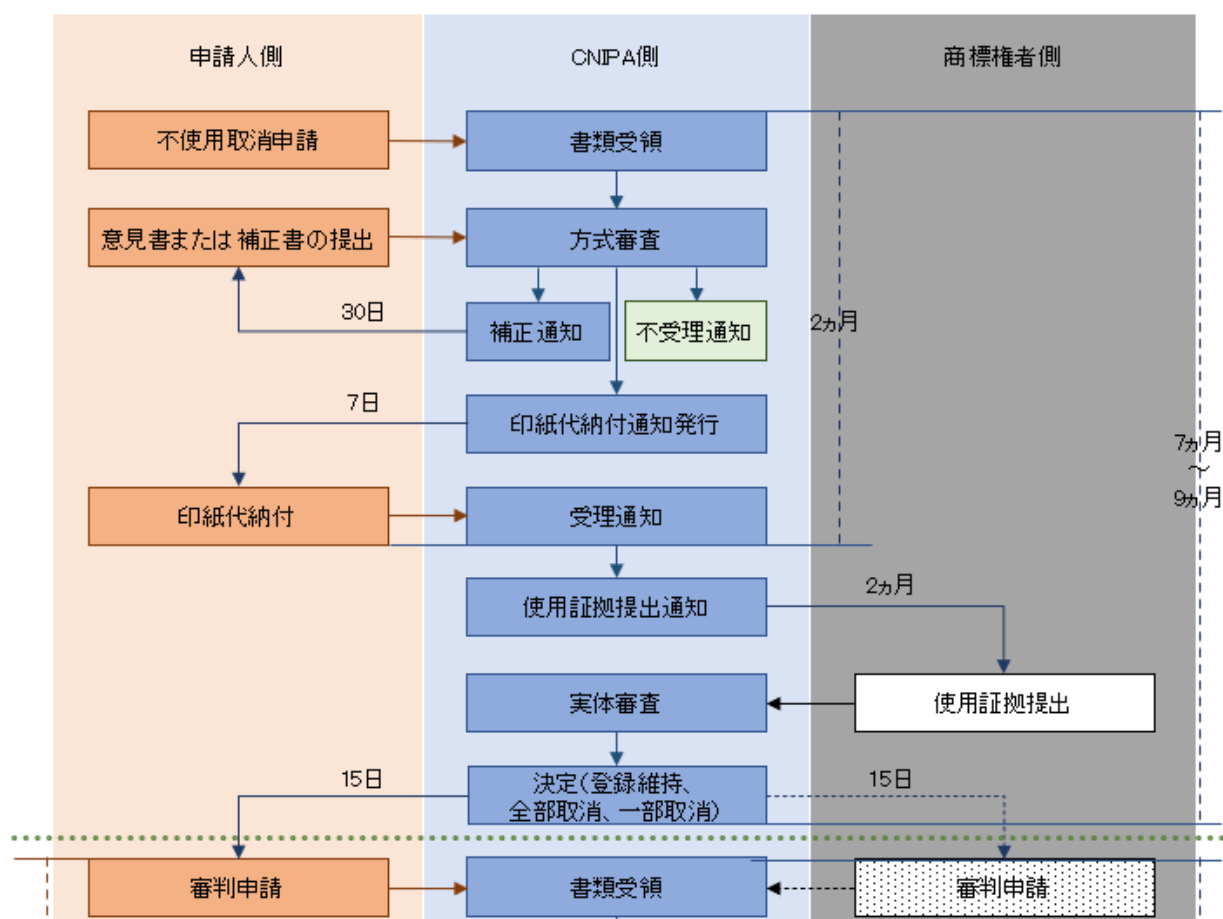 申請人側
CNIPA側
商標権者側
不使用取消申請
書類受領
意見書または補正書の提出
方式審査
30日
補正通知
不受理通知
2ヵ月
7日
印紙代納付通知発行
7ヵ月
～
9ヵ月
印紙代納付
受理通知
使用証拠提出通知
2ヵ月
実体審査
使用証拠提出
15日
決定(登録維持、
全部取消、一部取消)
15日
審判申請
書類受領
審判申請